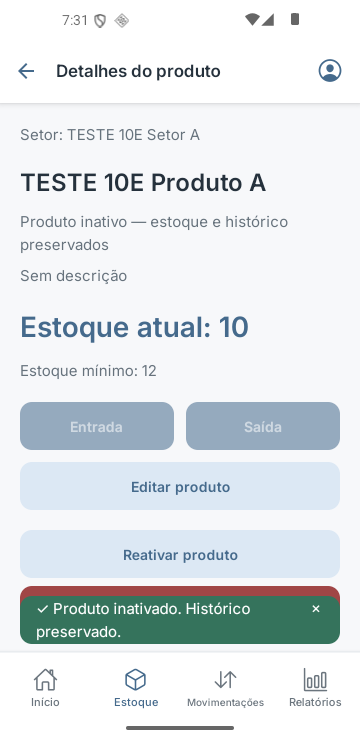 7:31
Detalhes do produto
Setor: TESTE 10E Setor A
TESTE 10E Produto A
Produto inativo — estoque e histórico
preservados
Sem descrição
Estoque atual: 10
Estoque mínimo: 12
Entrada
Saída
Editar produto
Reativar produto
✓ Produto inativado. Histórico
preservado.
×
Início
Estoque
Movimentações
Relatórios